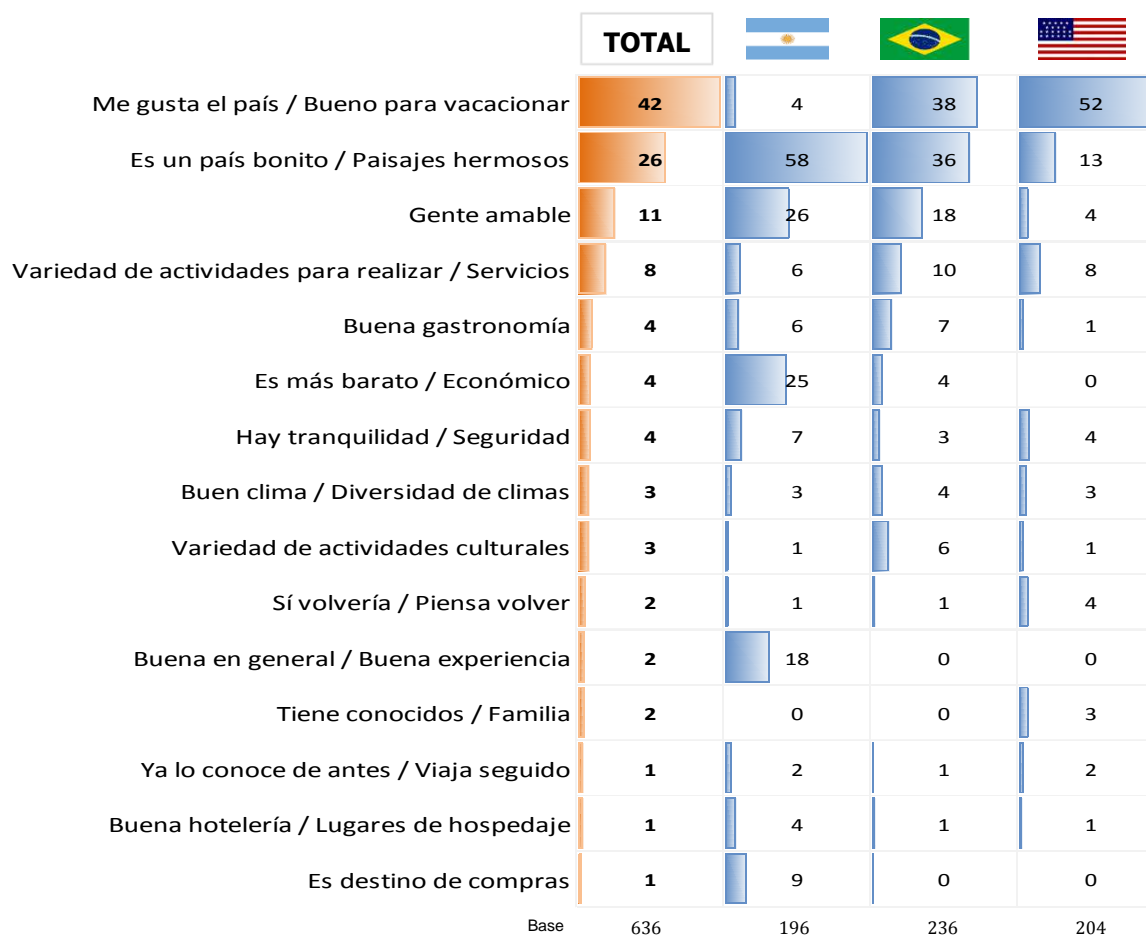 TOTAL
Me gusta el país / Bueno para vacacionar 42 4 38 52
Es un país bonito / Paisajes hermosos 26 58 36 13
Gente amable 11 26 18 4
Variedad de actividades para realizar / Servicios 8 6 10 8
Buena gastronomía 4 6 7 1
Es más barato / Económico 4 25 4 0
Hay tranquilidad / Seguridad 4 7 3 4
Buen clima / Diversidad de climas 3 3 4 3
Variedad de actividades culturales 3 1 6 1
Sí volvería / Piensa volver 2 1 1 4
Buena en general / Buena experiencia 2 18 0 0
Tiene conocidos / Familia 2 0 0 3
Ya lo conoce de antes / Viaja seguido 1 2 1 2
Buena hotelería / Lugares de hospedaje 1 4 1 1
Es destino de compras 1 9 0 0
Base 636 196 236 204